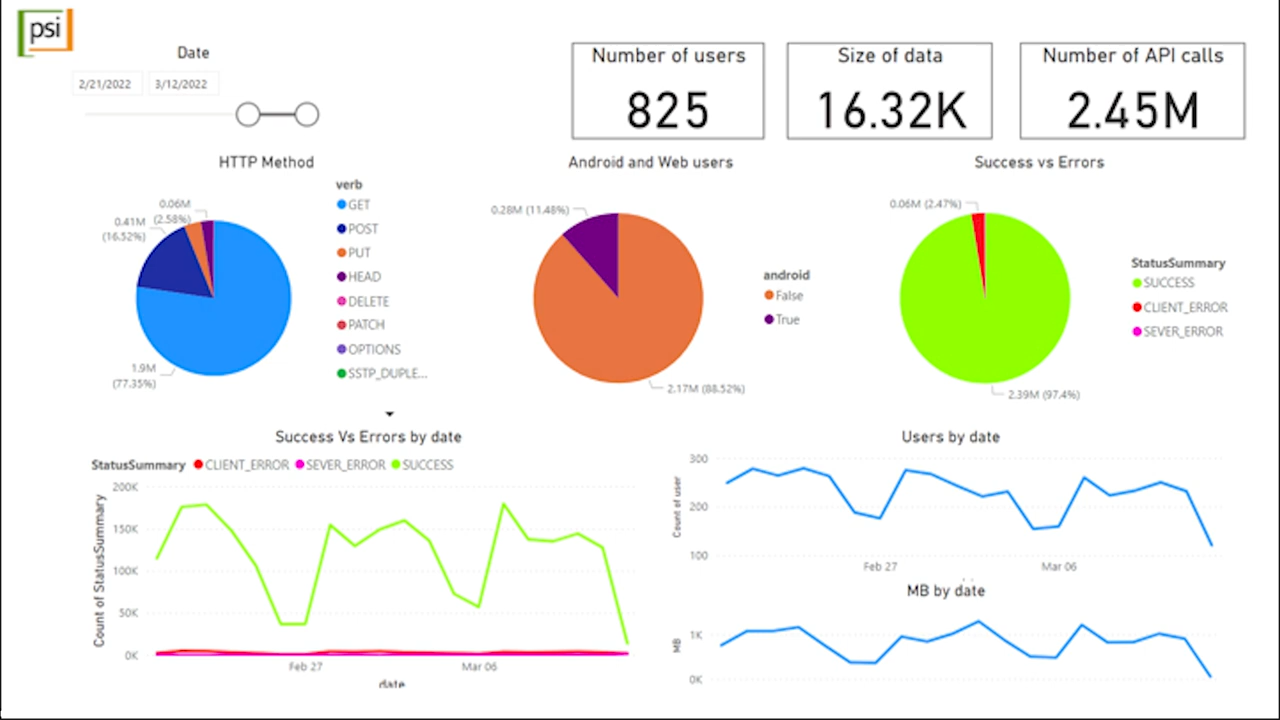 psi
Date
2/21/2022
3/12/2022
Number of users
825
Size of data
16.32K
Number of API calls
2.45M
HTTP Method
0.06M
(2.58%)
0.41M
(16.52%)
1.9M
(77.35%)
verb
GET
POST
PUT
HEAD
DELETE
PATCH
OPTIONS
SSTP_DUPLE...
Android and Web users
0.28M (11.48%)
2.17M (88.52%)
android
False
True
Success vs Errors
0.06M (2.47%)
2.39M (97.4%)
StatusSummary
SUCCESS
CLIENT_ERROR
SEVER_ERROR
Success Vs Errors by date
StatusSummary CLIENT_ERROR SEVER_ERROR SUCCESS
Count of StatusSummary
200K
150K
100K
50K
0K
Feb 27
Mar 06
date
Users by date
Count of user
300
200
100
Feb 27
Mar 06
MB by date
MB
1K
0K